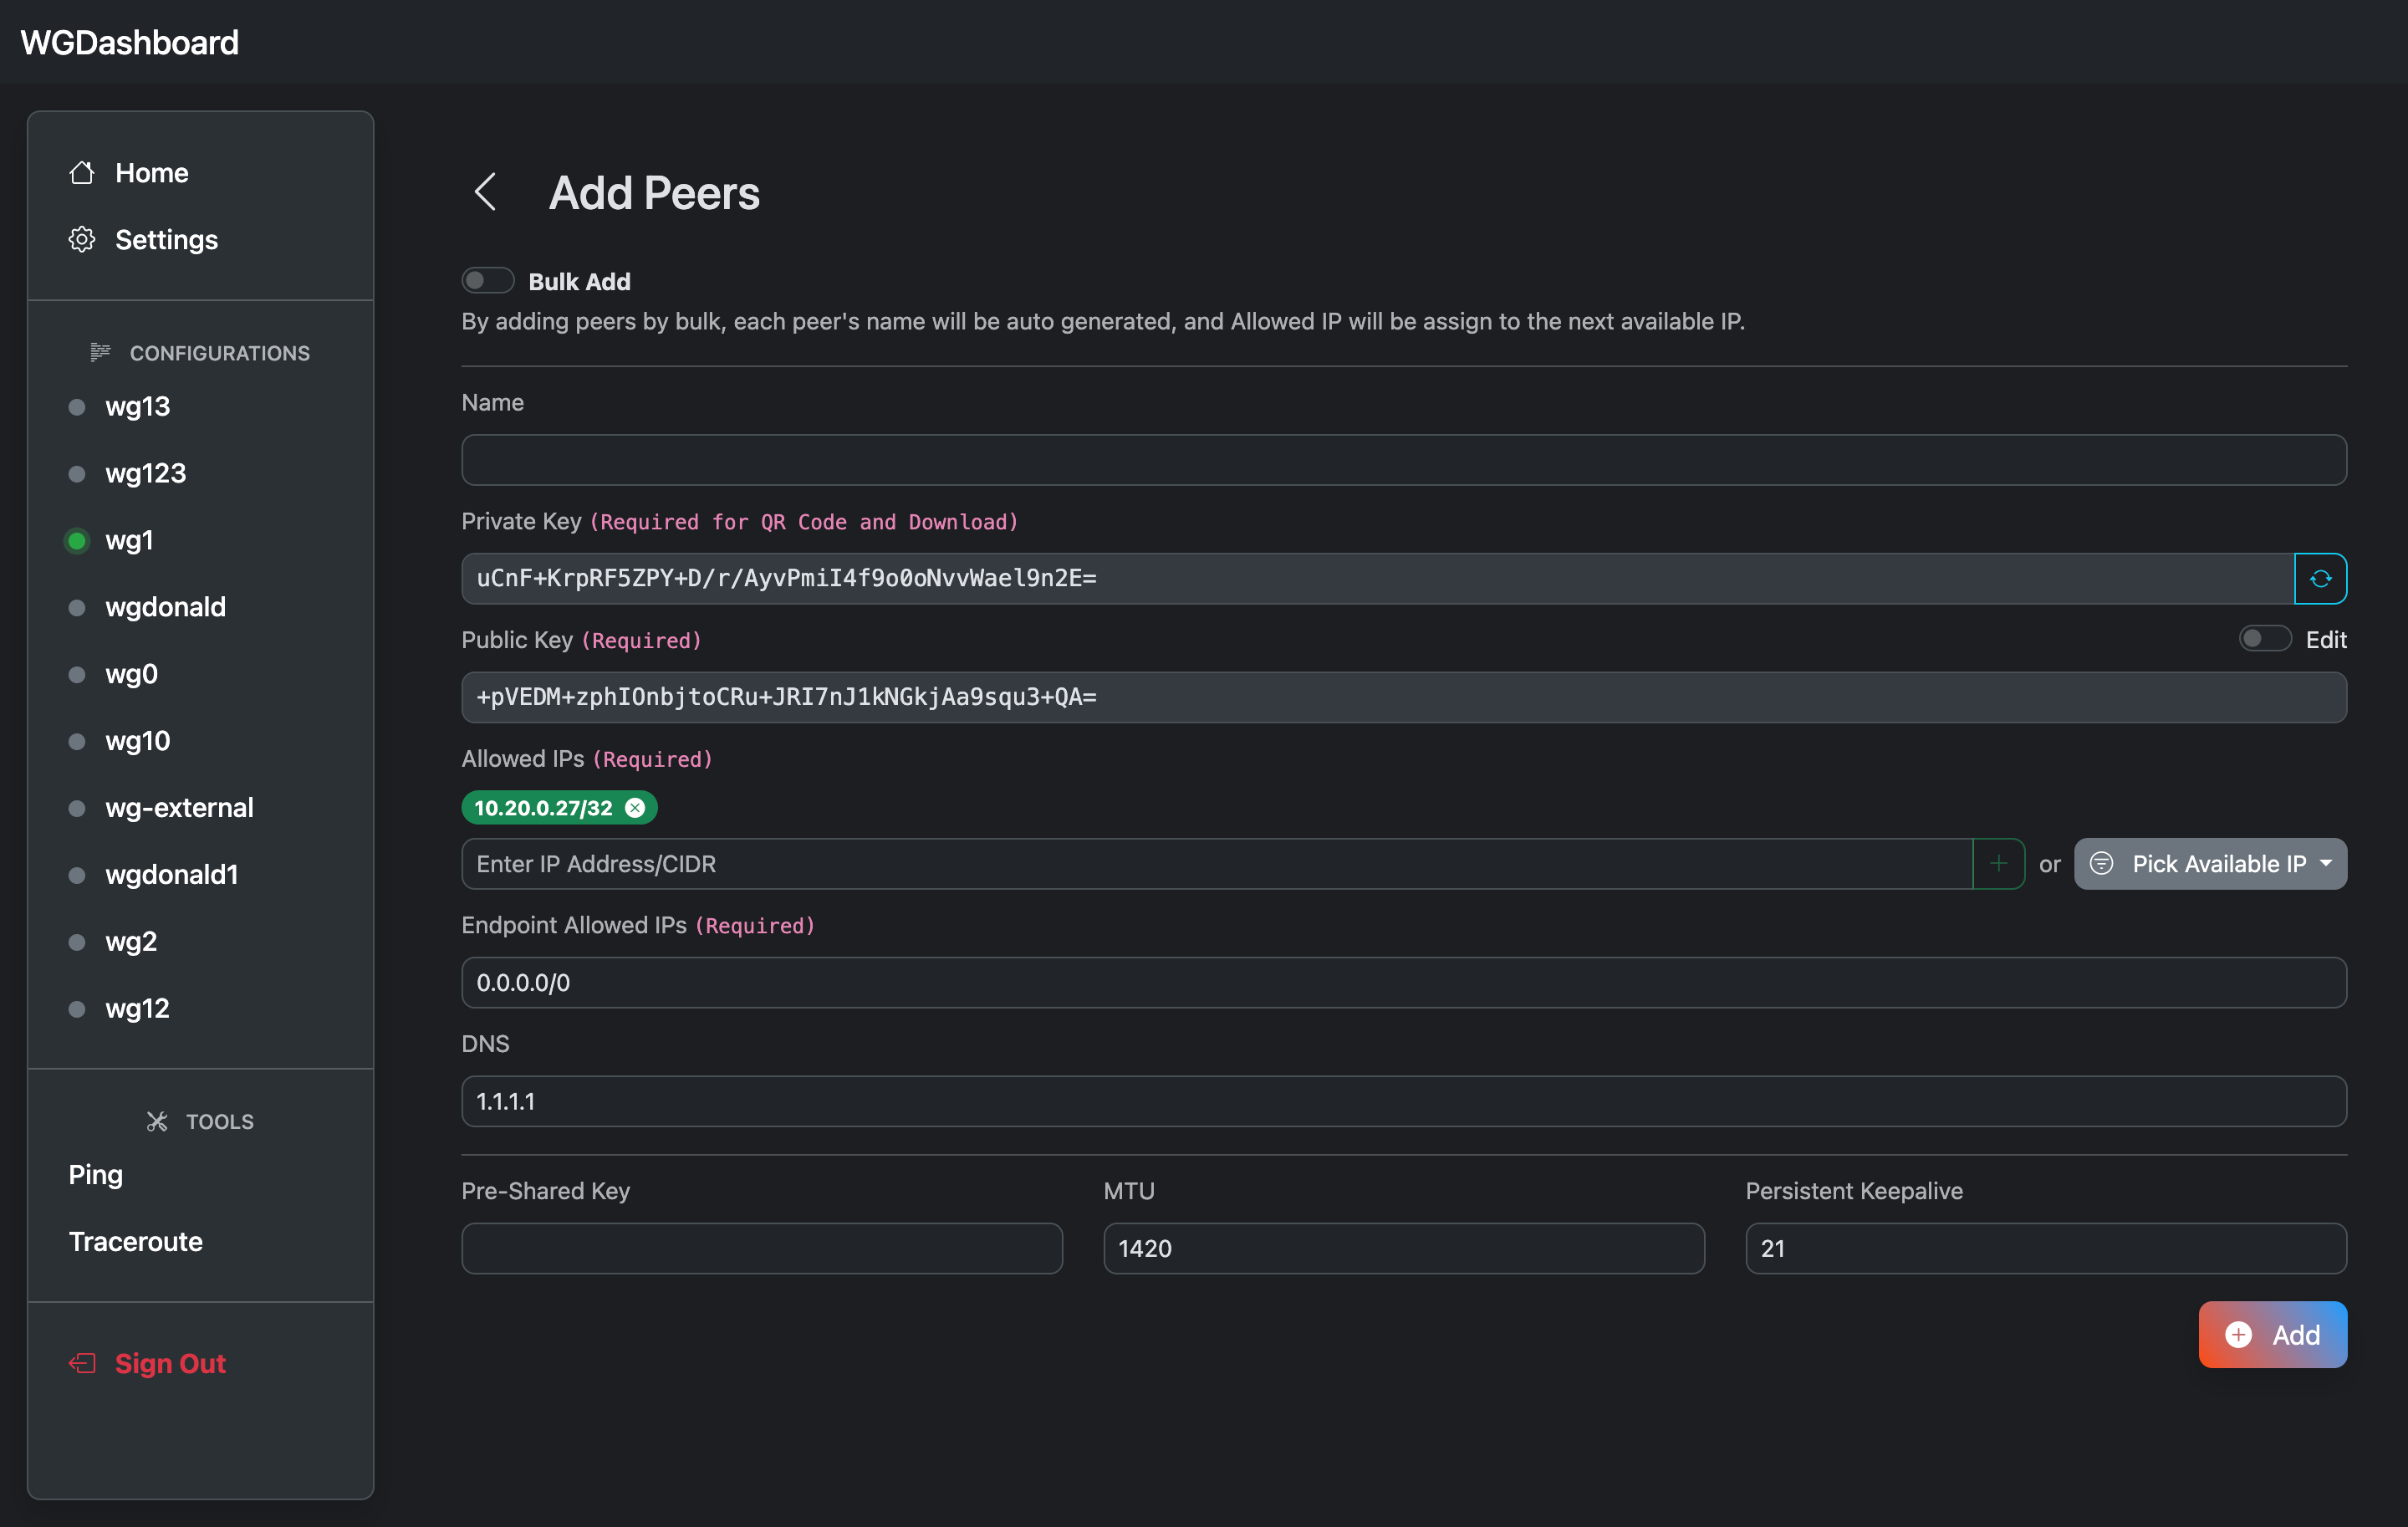 WGDashboard
Home
Settings
CONFIGURATIONS
wg13
wg123
wg1
wgdonald
wg0
wg10
wg-external
wgdonald1
wg2
wg12
TOOLS
Ping
Traceroute
Sign Out
Add Peers
Bulk Add
By adding peers by bulk, each peer's name will be auto generated, and Allowed IP will be assign to the next available IP.
Name
Private Key (Required for QR Code and Download)
uCnF+KrpRF5ZPY+D/r/AyvPmiI4f9o0oNvvWael9n2E=
Public Key (Required)
Edit
+pVEDM+zphIOnbjtoCRu+JRI7nJ1kNGkjAa9squ3+QA=
Allowed IPs (Required)
10.20.0.27/32
Enter IP Address/CIDR
or
Pick Available IP
Endpoint Allowed IPs (Required)
0.0.0.0/0
DNS
1.1.1.1
Pre-Shared Key
MTU
1420
Persistent Keepalive
21
Add